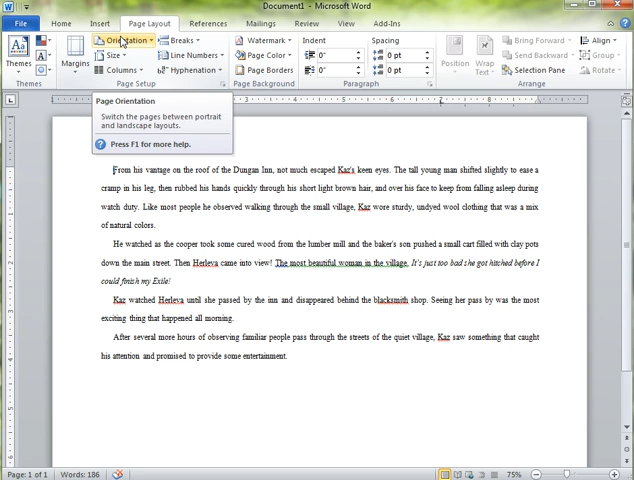 Document1 - Microsoft Word
File Home Insert Page Layout References Mailings Review View Add-Ins
Themes Margins Orientation Size Columns Breaks Line Numbers Hyphenation
Watermark Page Color Page Borders
Indent Spacing
0" 0 pt
0" 0 pt
Position Wrap Text
Bring Forward Send Backward Selection Pane Align Group Rotate
Themes Page Setup Page Background Paragraph Arrange
Page Orientation
Switch the pages between portrait
and landscape layouts.
Press F1 for more help.
From his vantage on the roof of the Dungan Inn, not much escaped Kaz's keen eyes. The tall young man shifted slightly to ease a
cramp in his leg, then rubbed his hands quickly through his short light brown hair, and over his face to keep from falling asleep during
watch duty. Like most people he observed walking through the small village, Kaz wore sturdy, undyed wool clothing that was a mix
of natural colors.
He watched as the cooper took some cured wood from the lumber mill and the baker's son pushed a small cart filled with clay pots
down the main street. Then Herleva came into view! The most beautiful woman in the village, It's just too bad she got hitched before I
could finish my Exile!
Kaz watched Herleva until she passed by the inn and disappeared behind the blacksmith shop. Seeing her pass by was the most
exciting thing that happened all morning.
After several more hours of observing familiar people pass through the streets of the quiet village, Kaz saw something that caught
his attention and promised to provide some entertainment.
Page: 1 of 1 Words: 186 75%